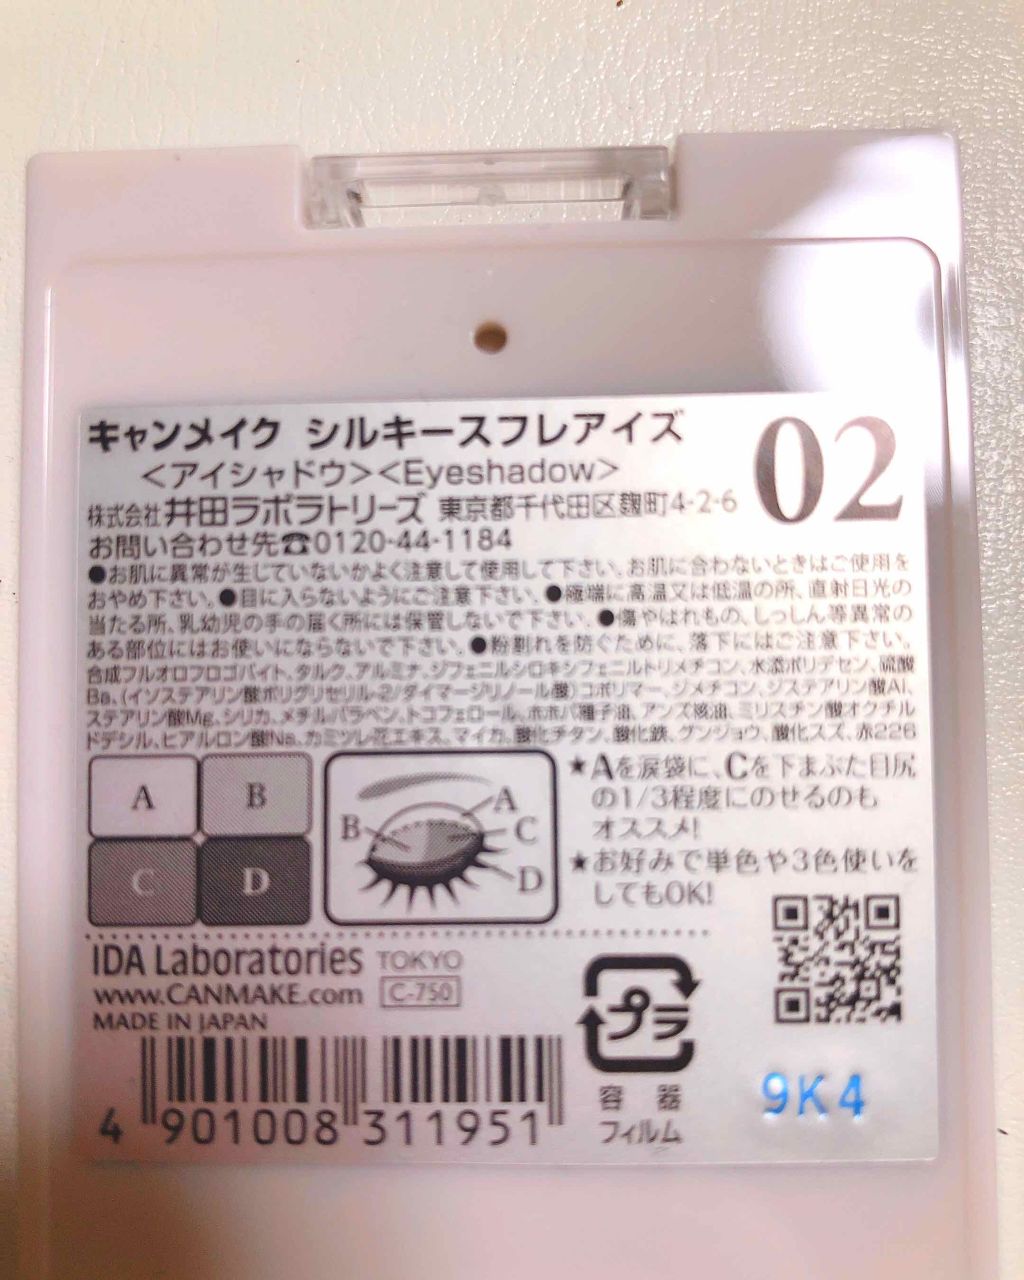 キャンメイク シルキースフレアイズ
02
<アイシャドウ><Eyeshadow>
株式会社 井田ラボラトリーズ 東京都千代田区麹町4-2-6
お問い合わせ先☎0120-44-1184
●お肌に異常が生じていないかよく注意して使用して下さい。お肌に合わないときはご使用を
おやめ下さい。●目に入らないようにご注意下さい。●極端に高温又は低温の所、直射日光の
当たる所、乳幼児の手の届く所には保管しないで下さい。●傷やはれもの、しっしん等異常の
ある部位にはお使いにならないで下さい。●粉割れを防ぐために、落下にはご注意下さい。
合成フルオロフロゴパイト、タルク、アルミナ、ジフェニルシロキシフェニルトリメチコン、水添ポリデセン、硫酸
Ba、(イソステアリン酸ポリグリセリル-2/ダイマージリノール酸)コポリマー、ジメチコン、ジステアリン酸Al、
ステアリン酸Mg、シリカ、メチルパラベン、トコフェロール、ホホバ種子油、アンズ核油、ミリスチン酸オクチル
ドデシル、ヒアルロン酸Na、カミツレ花エキス、マイカ、酸化チタン、酸化鉄、グンジョウ、酸化スズ、赤226
A
B
C
D
A
B
C
D
★Aを涙袋に、Cを下まぶた目尻
の1/3程度にのせるのも
オススメ!
★お好みで単色や3色使いを
してもOK!
IDA Laboratories TOKYO
www.CANMAKE.com C-750
MADE IN JAPAN
4 901008 311951
プラ
容器
フィルム
9K4